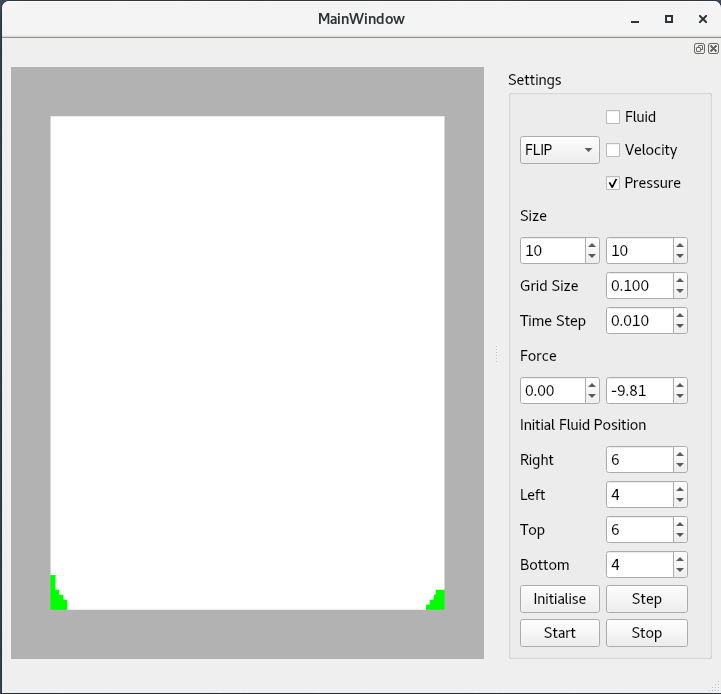 MainWindow
Settings
Fluid
FLIP
Velocity
Pressure
Size
10 10
Grid Size 0.100
Time Step 0.010
Force
0.00 -9.81
Initial Fluid Position
Right 6
Left 4
Top 6
Bottom 4
Initialise Step
Start Stop